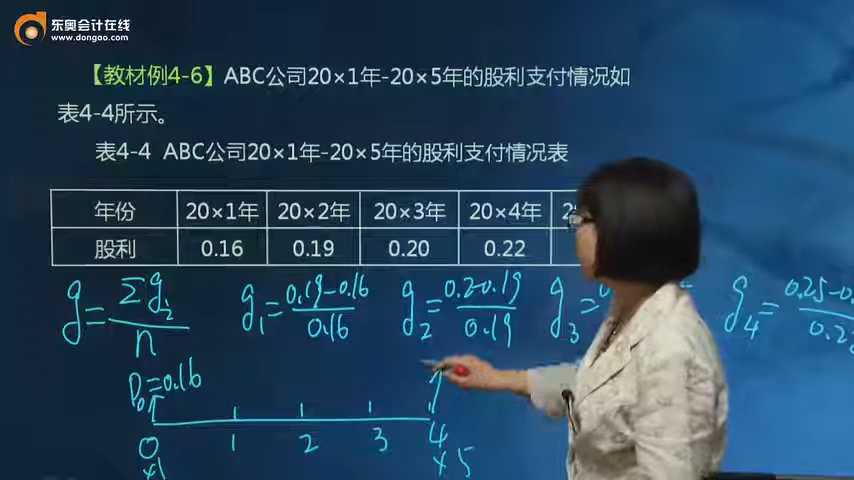 东奥会计在线
www.dongao.com
【教材例4-6】ABC公司20×1年-20×5年的股利支付情况如
表4-4所示。
表4-4 ABC公司20×1年-20×5年的股利支付情况表
年份 20×1年 20×2年 20×3年 20×4年
股利 0.16 0.19 0.20 0.22
g=Σgi/n g1=(0.19-0.16)/0.16 g2=(0.2-0.19)/0.19 g3= g4=
D0=0.16
0 1 2 3 4
×1 ×5